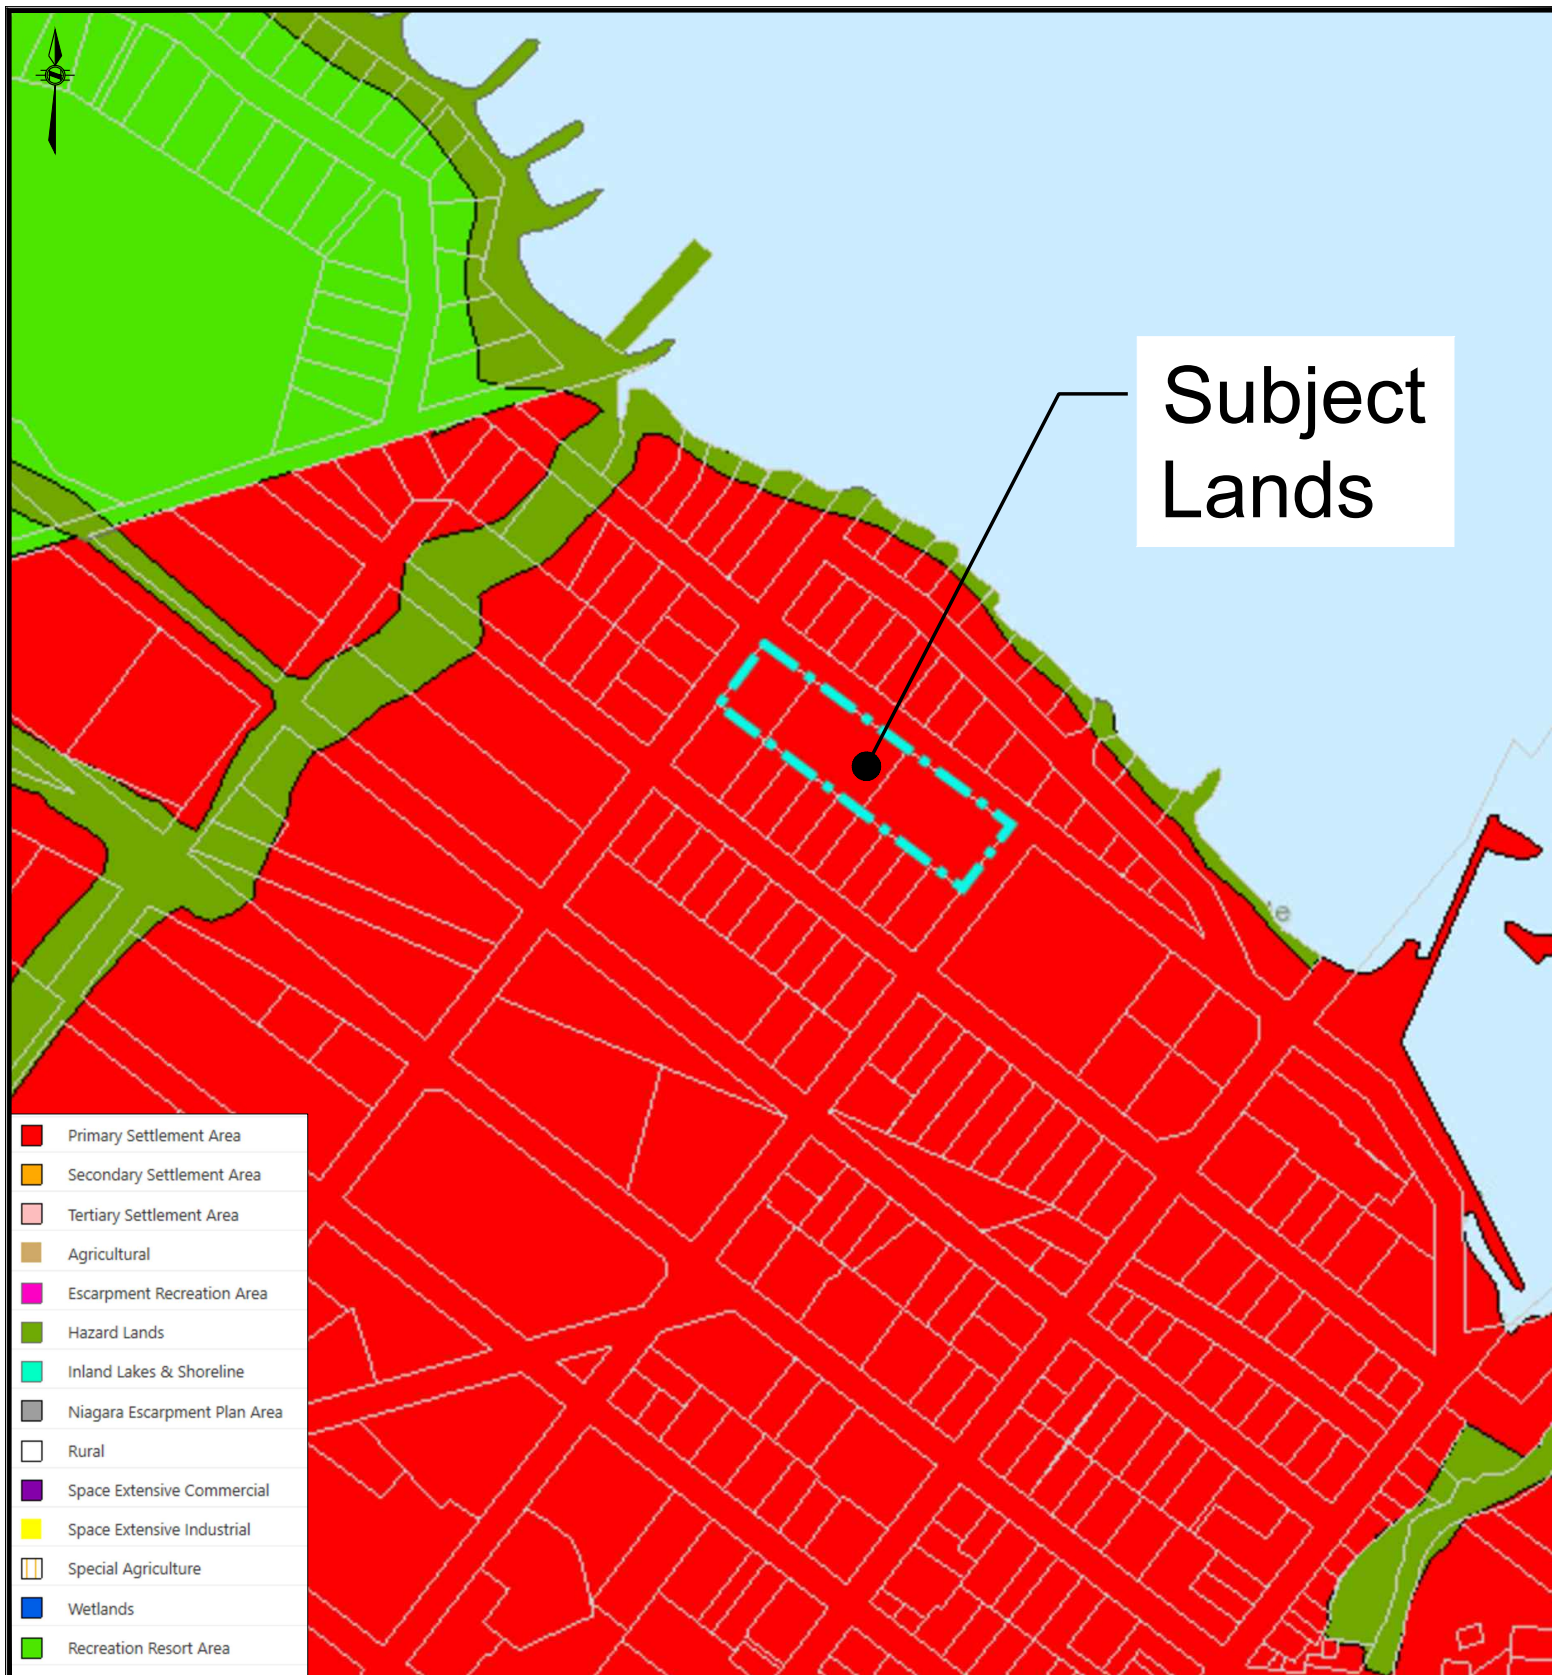 Subject
Lands
Primary Settlement Area
Secondary Settlement Area
Tertiary Settlement Area
Agricultural
Escarpment Recreation Area
Hazard Lands
Inland Lakes & Shoreline
Niagara Escarpment Plan Area
Rural
Space Extensive Commercial
Space Extensive Industrial
Special Agriculture
Wetlands
Recreation Resort Area